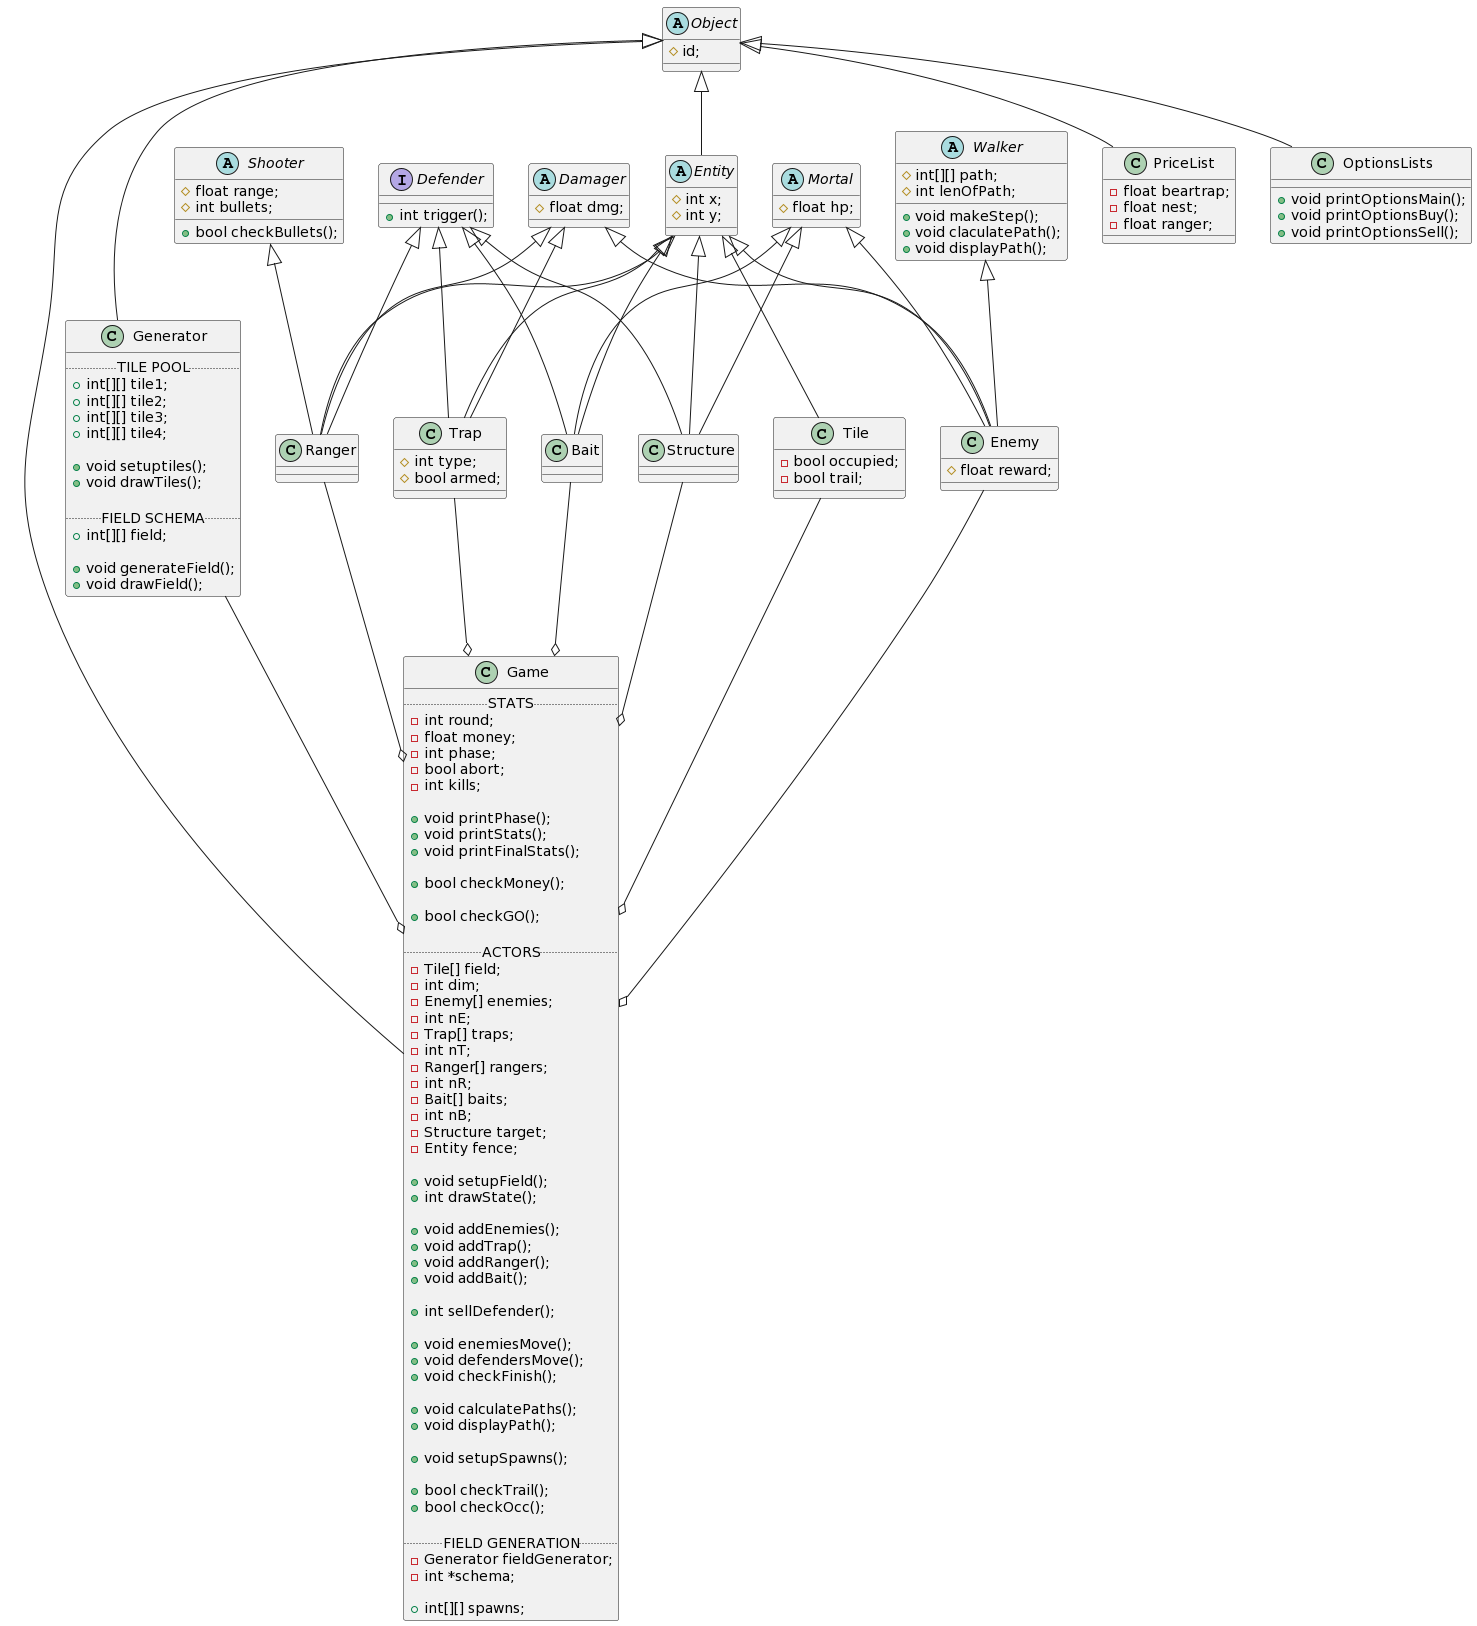 A Object
id;
A Shooter
float range;
int bullets;
bool checkBullets();
I Defender
int trigger();
A Damager
float dmg;
A Entity
int x;
int y;
A Mortal
float hp;
A Walker
int[][] path;
int lenOfPath;
void makeStep();
void claculatePath();
void displayPath();
C PriceList
float beartrap;
float nest;
float ranger;
C OptionsLists
void printOptionsMain();
void printOptionsBuy();
void printOptionsSell();
C Generator
TILE POOL
int[][] tile1;
int[][] tile2;
int[][] tile3;
int[][] tile4;
void setuptiles();
void drawTiles();
FIELD SCHEMA
int[][] field;
void generateField();
void drawField();
C Ranger
C Trap
int type;
bool armed;
C Bait
C Structure
C Tile
bool occupied;
bool trail;
C Enemy
float reward;
C Game
STATS
int round;
float money;
int phase;
bool abort;
int kills;
void printPhase();
void printStats();
void printFinalStats();
bool checkMoney();
bool checkGO();
ACTORS
Tile[] field;
int dim;
Enemy[] enemies;
int nE;
Trap[] traps;
int nT;
Ranger[] rangers;
int nR;
Bait[] baits;
int nB;
Structure target;
Entity fence;
void setupField();
int drawState();
void addEnemies();
void addTrap();
void addRanger();
void addBait();
int sellDefender();
void enemiesMove();
void defendersMove();
void checkFinish();
void calculatePaths();
void displayPath();
void setupSpawns();
bool checkTrail();
bool checkOcc();
FIELD GENERATION
Generator fieldGenerator;
int *schema;
int[][] spawns;